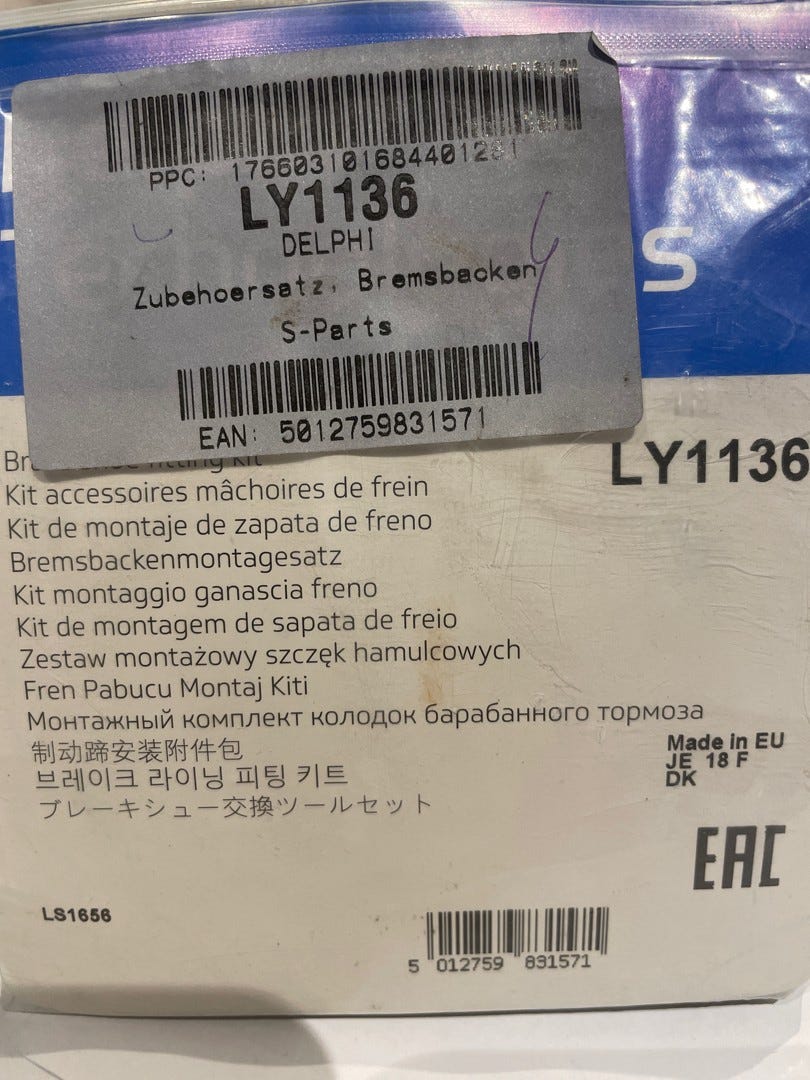 PPC:
LY1136
DELPHI
Zubehoersatz, Bremsbacken
S-Parts
EAN: 5012759831571
S
LY1136
Kit accessoires mâchoires de frein
Kit de montaje de zapata de freno
Bremsbackenmontagesatz
Kit montaggio ganascia freno
Kit de montagem de sapata de freio
Zestaw montażowy szczęk hamulcowych
Fren Pabucu Montaj Kiti
Монтажный комплект колодок барабанного тормоза
制动蹄安装附件包
브레이크 라이닝 피팅 키트
ブレーキシュー交換ツールセット
Made in EU
JE 18 F
DK
EAC
LS1656
5 012759 831571